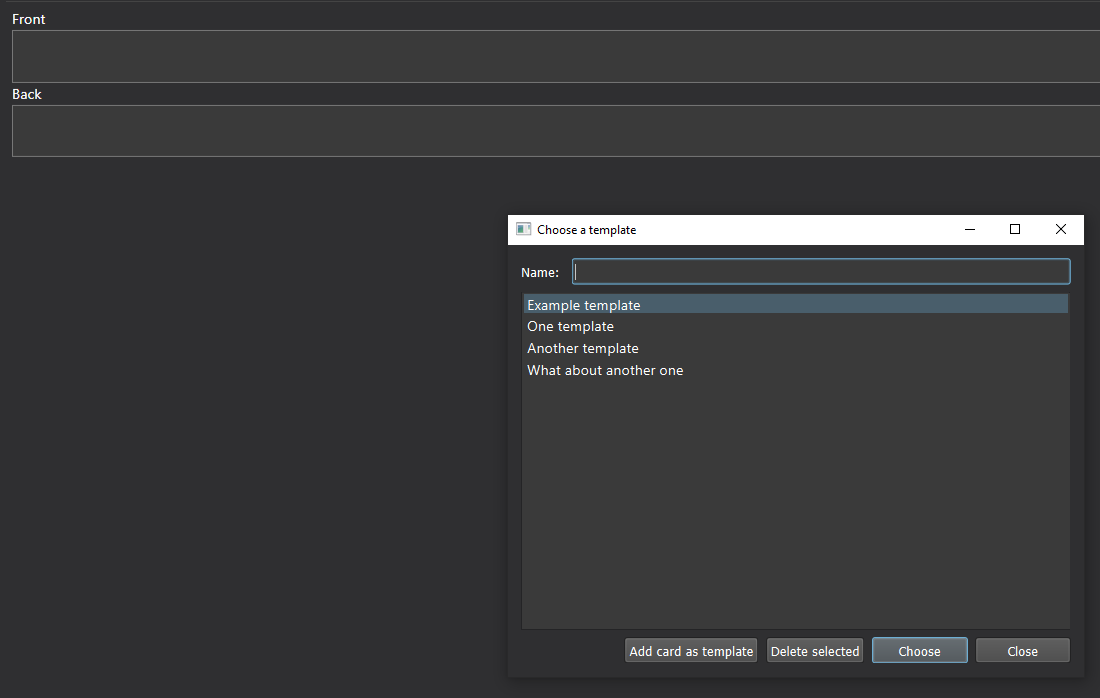 Front
Back
Choose a template
Name:
Example template
One template
Another template
What about another one
Add card as template Delete selected Choose Close